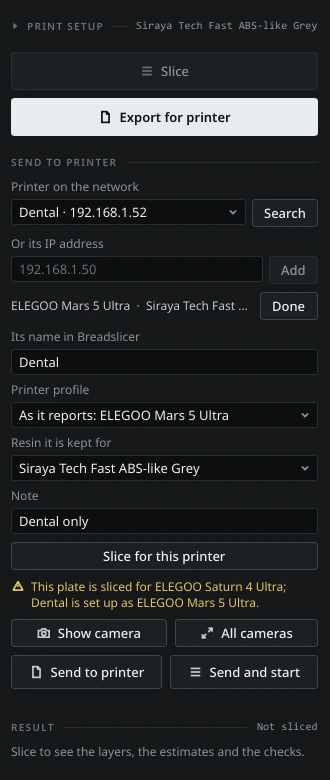 PRINT SETUP Siraya Tech Fast ABS-like Grey
Slice
Export for printer
SEND TO PRINTER
Printer on the network
Dental · 192.168.1.52
Search
Or its IP address
192.168.1.50
Add
ELEGOO Mars 5 Ultra · Siraya Tech Fast ...
Done
Its name in Breadslicer
Dental
Printer profile
As it reports: ELEGOO Mars 5 Ultra
Resin it is kept for
Siraya Tech Fast ABS-like Grey
Note
Dental only
Slice for this printer
This plate is sliced for ELEGOO Saturn 4 Ultra;
Dental is set up as ELEGOO Mars 5 Ultra.
Show camera
All cameras
Send to printer
Send and start
RESULT Not sliced
Slice to see the layers, the estimates and the checks.